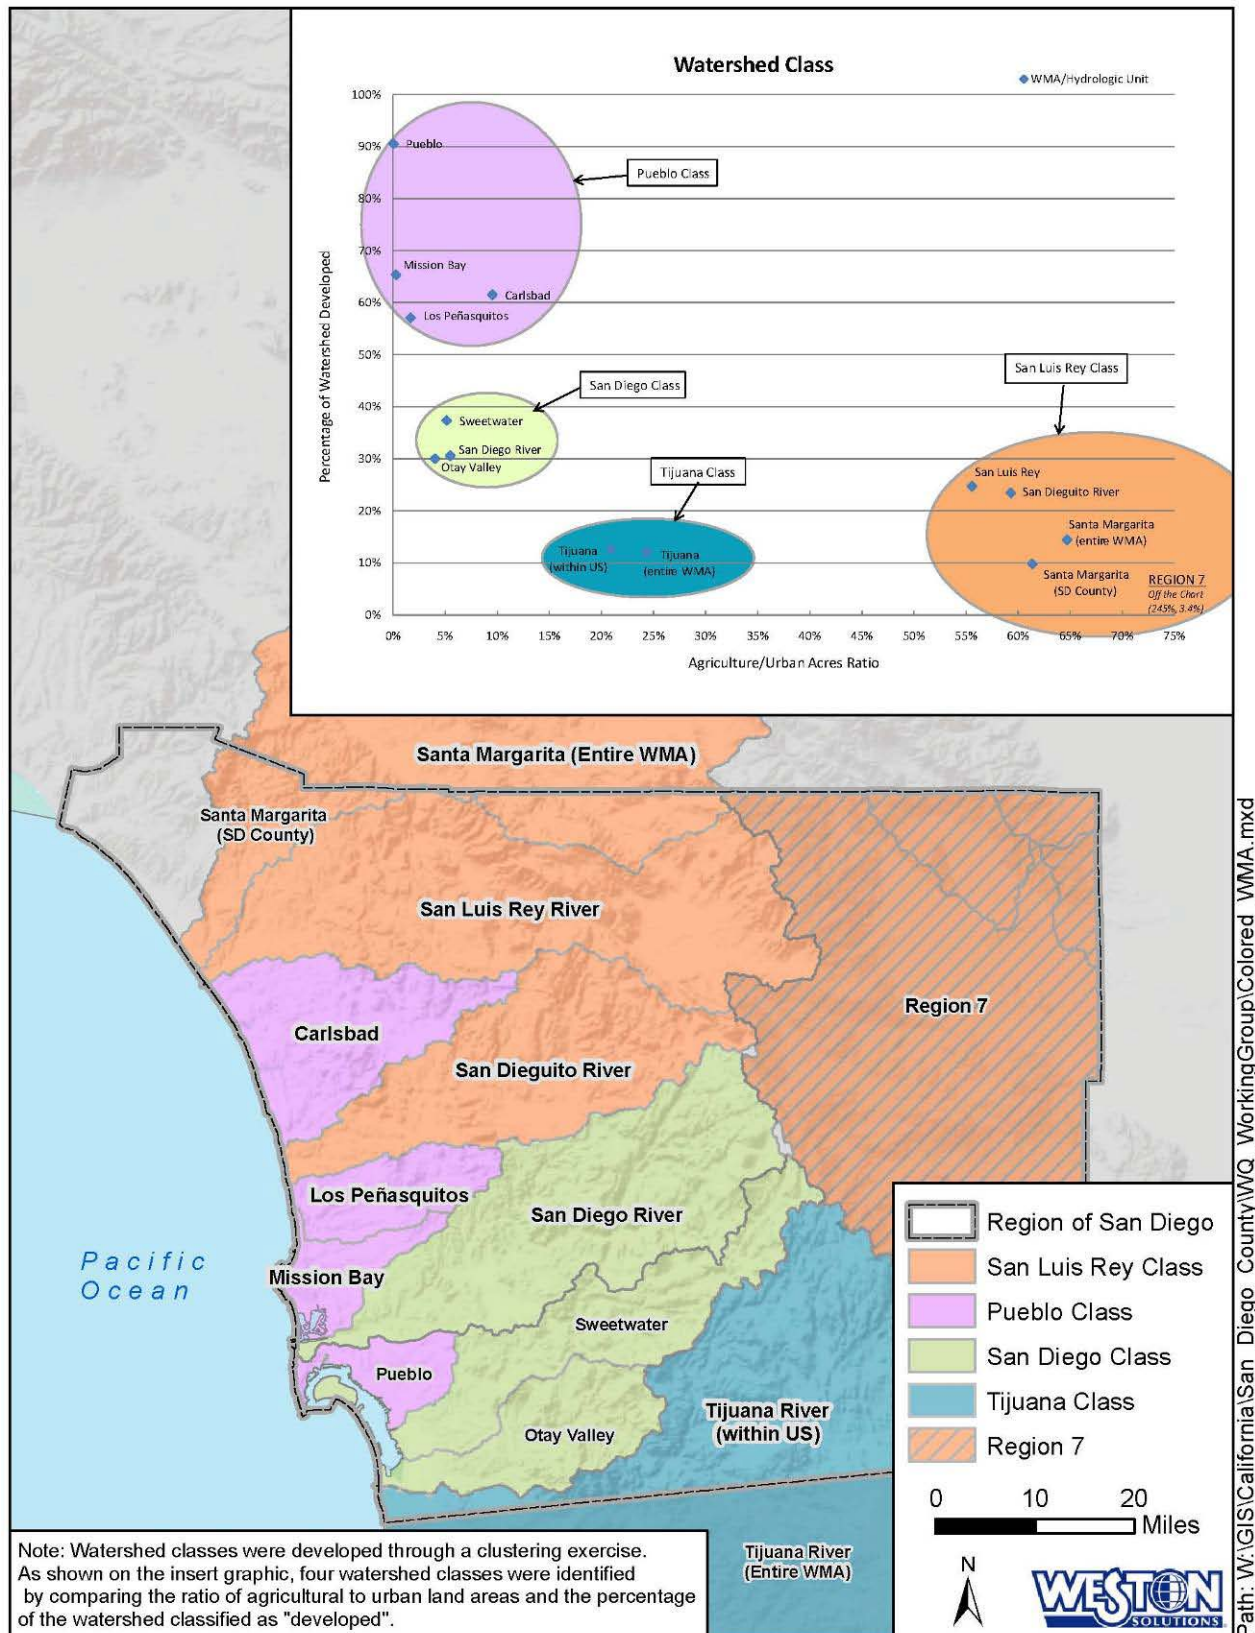 Watershed Class
WMA/Hydrologic Unit
Percentage of Watershed Developed
100%
90%
80%
70%
60%
50%
40%
30%
20%
10%
0%
Pueblo
Pueblo Class
Mission Bay
Carlsbad
Los Peñasquitos
San Luis Rey Class
San Diego Class
Sweetwater
San Diego River
Otay Valley
Tijuana Class
San Luis Rey
San Dieguito River
Tijuana
(within US)
Tijuana
(entire WMA)
Santa Margarita
(entire WMA)
Santa Margarita
(SD County)
REGION 7
Off the Chart
(245%, 3.4%)
0% 5% 10% 15% 20% 25% 30% 35% 40% 45% 50% 55% 60% 65% 70% 75%
Agriculture/Urban Acres Ratio
Santa Margarita (Entire WMA)
Santa Margarita
(SD County)
San Luis Rey River
Carlsbad
Region 7
San Dieguito River
Los Peñasquitos
San Diego River
Pacific
Ocean
Mission Bay
Sweetwater
Pueblo
Otay Valley
Tijuana River
(within US)
Tijuana River
(Entire WMA)
Region of San Diego
San Luis Rey Class
Pueblo Class
San Diego Class
Tijuana Class
Region 7
0 10 20
Miles
N
WESTON
SOLUTIONS
Note: Watershed classes were developed through a clustering exercise.
As shown on the insert graphic, four watershed classes were identified
by comparing the ratio of agricultural to urban land areas and the percentage
of the watershed classified as "developed".
Path: W:\GIS\California\San_Diego_County\WQ_WorkingGroup\Colored_WMA.mxd